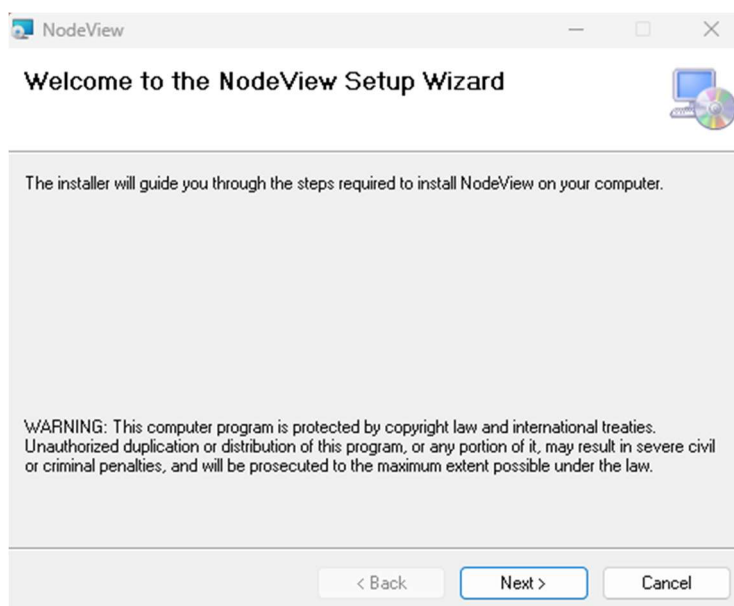 NodeView
Welcome to the NodeView Setup Wizard
The installer will guide you through the steps required to install NodeView on your computer.
WARNING: This computer program is protected by copyright law and international treaties.
Unauthorized duplication or distribution of this program, or any portion of it, may result in severe civil
or criminal penalties, and will be prosecuted to the maximum extent possible under the law.
< Back
Next >
Cancel